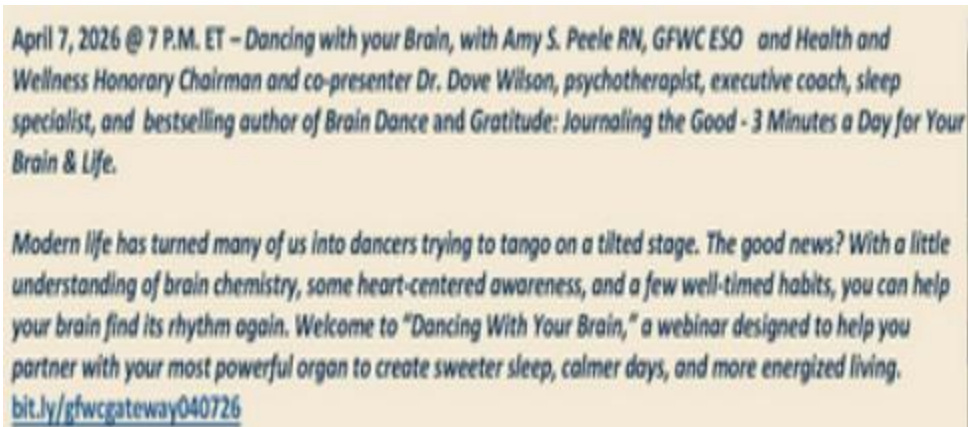 April 7, 2026 @ 7 P.M. ET – Dancing with your Brain, with Amy S. Peele RN, GFWC ESO and Health and
Wellness Honorary Chairman and co-presenter Dr. Dove Wilson, psychotherapist, executive coach, sleep
specialist, and bestselling author of Brain Dance and Gratitude: Journaling the Good - 3 Minutes a Day for Your
Brain & Life.
Modern life has turned many of us into dancers trying to tango on a tilted stage. The good news? With a little
understanding of brain chemistry, some heart-centered awareness, and a few well-timed habits, you can help
your brain find its rhythm again. Welcome to "Dancing With Your Brain," a webinar designed to help you
partner with your most powerful organ to create sweeter sleep, calmer days, and more energized living.
bit.ly/gfwcgateway040726